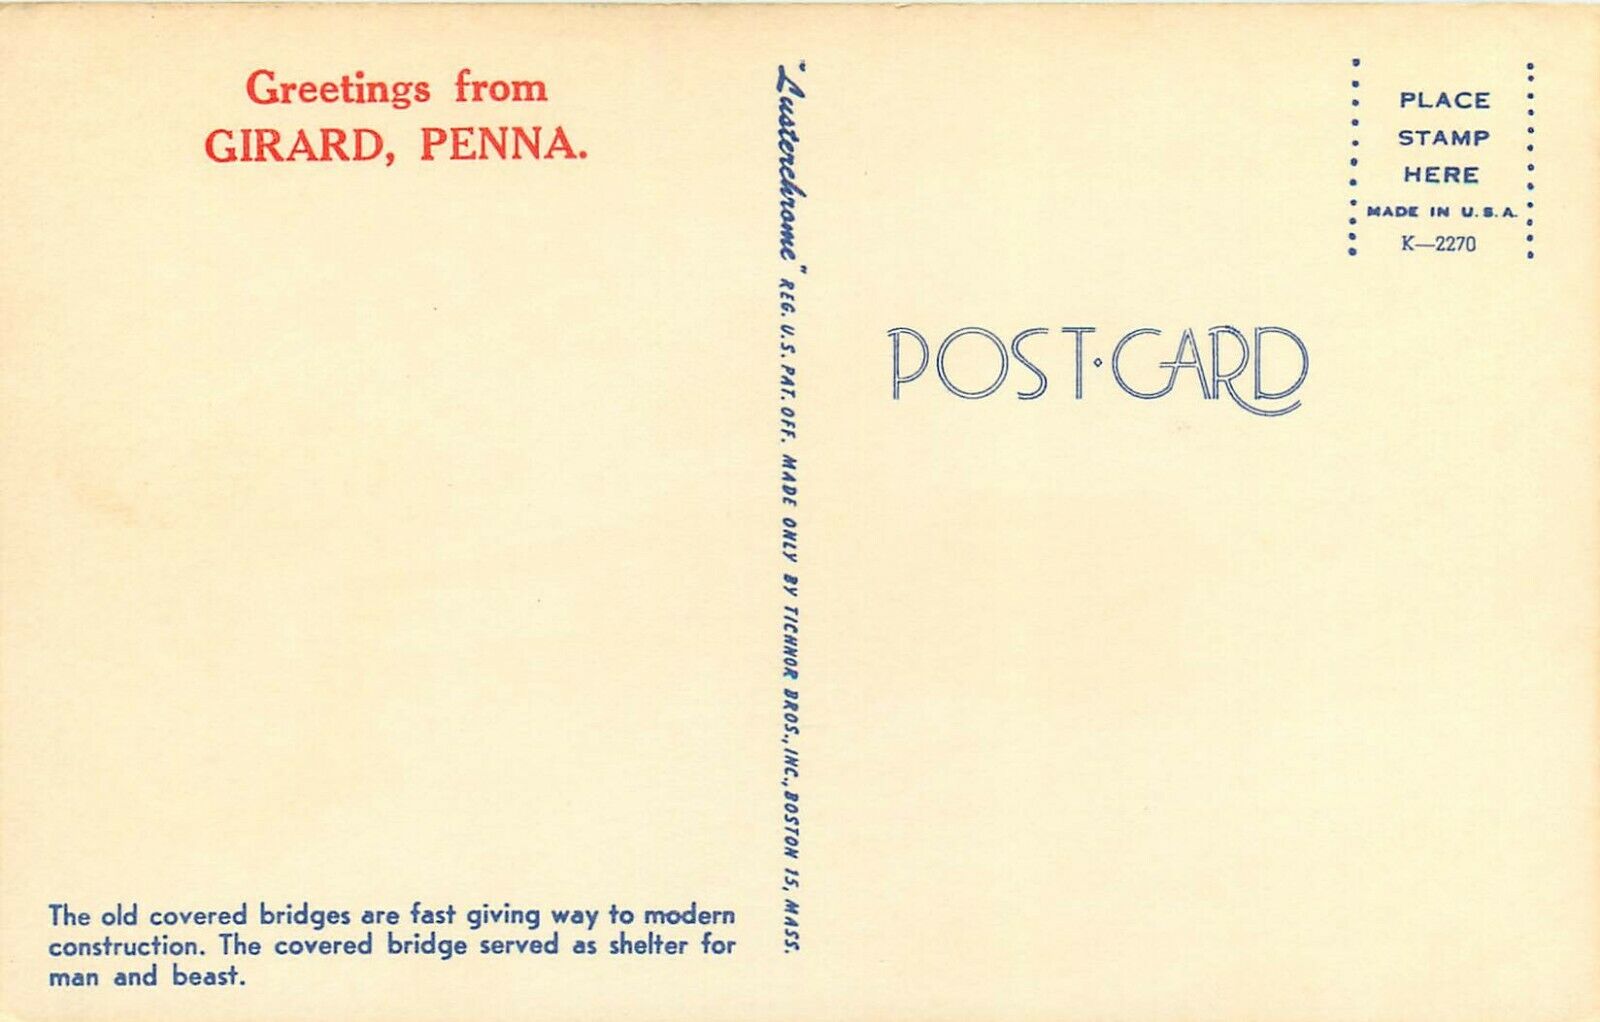 Greetings from
GIRARD, PENNA.
The old covered bridges are fast giving way to modern
construction. The covered bridge served as shelter for
man and beast.
"Lusterchrome" REG. U.S. PAT. OFF. MADE ONLY BY TICHNOR BROS., INC., BOSTON 15, MASS.
PLACE
STAMP
HERE
MADE IN U.S.A.
K—2270
POST·CARD